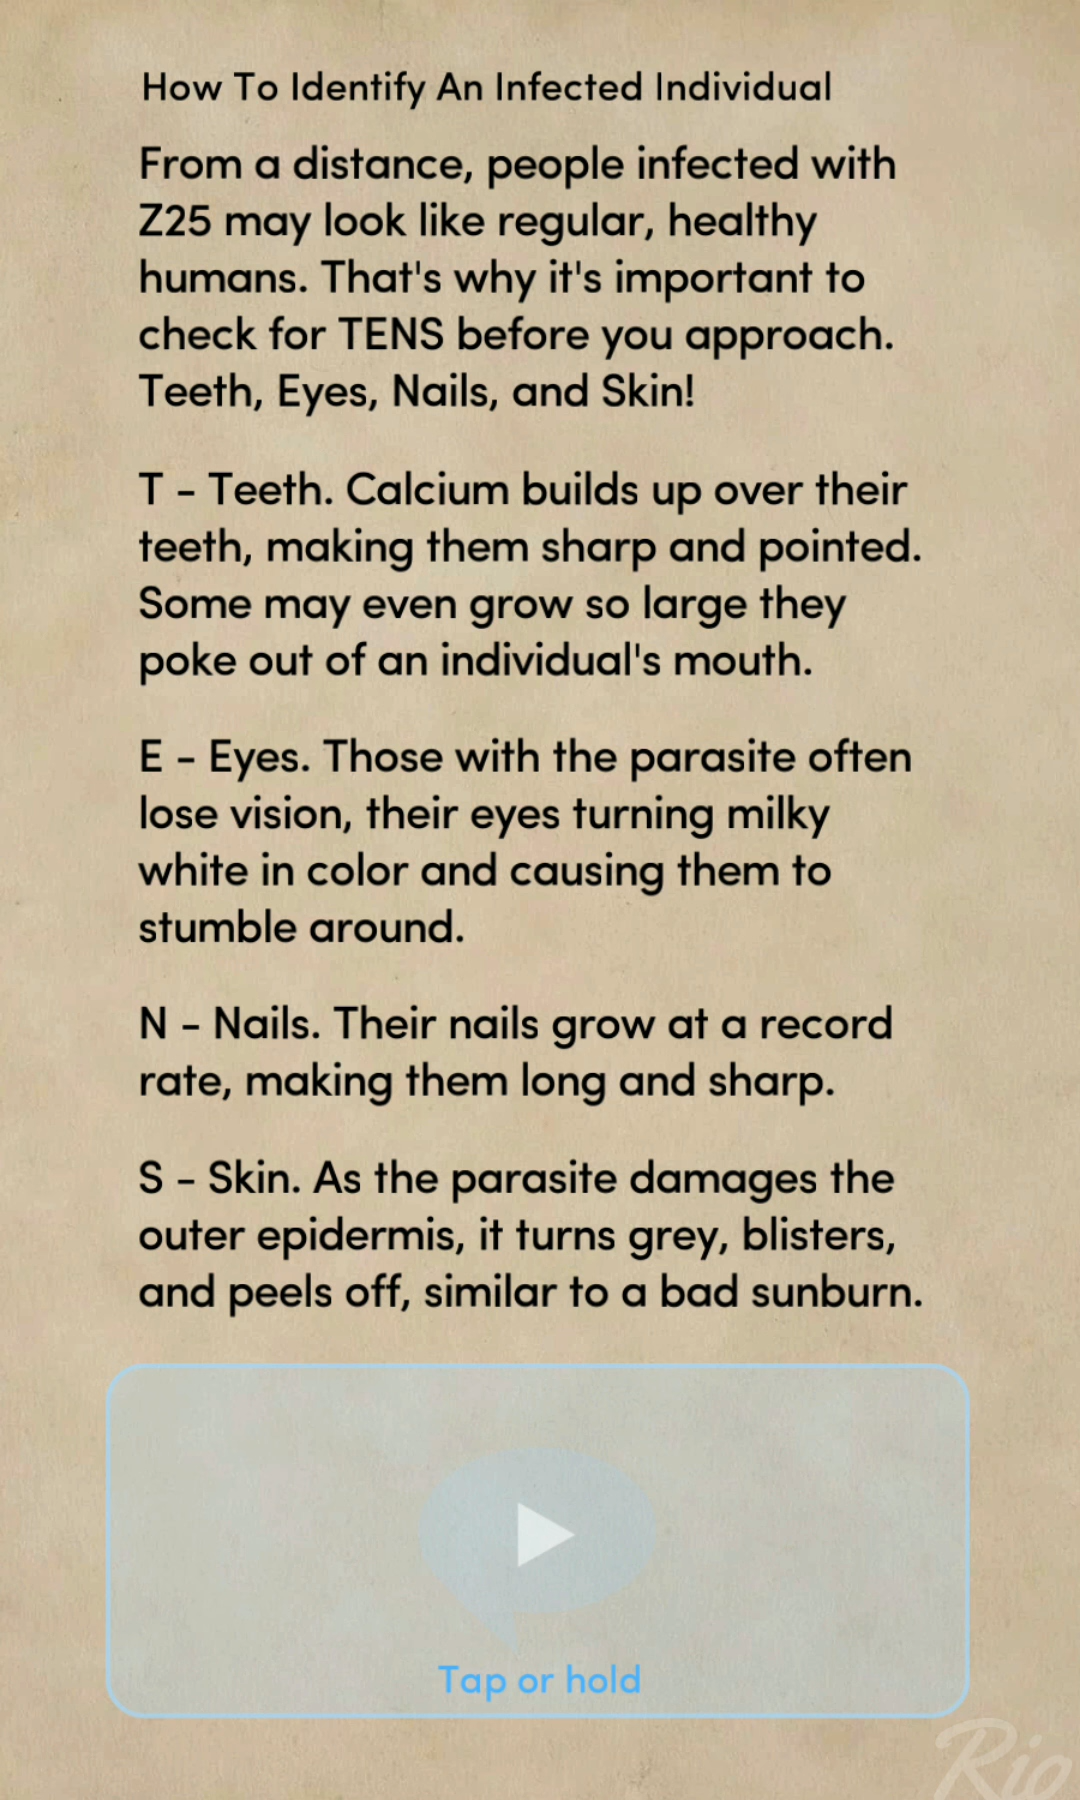 How To Identify An Infected Individual
From a distance, people infected with
Z25 may look like regular, healthy
humans. That's why it's important to
check for TENS before you approach.
Teeth, Eyes, Nails, and Skin!
T - Teeth. Calcium builds up over their
teeth, making them sharp and pointed.
Some may even grow so large they
poke out of an individual's mouth.
E - Eyes. Those with the parasite often
lose vision, their eyes turning milky
white in color and causing them to
stumble around.
N - Nails. Their nails grow at a record
rate, making them long and sharp.
S - Skin. As the parasite damages the
outer epidermis, it turns grey, blisters,
and peels off, similar to a bad sunburn.
Tap or hold
Rio